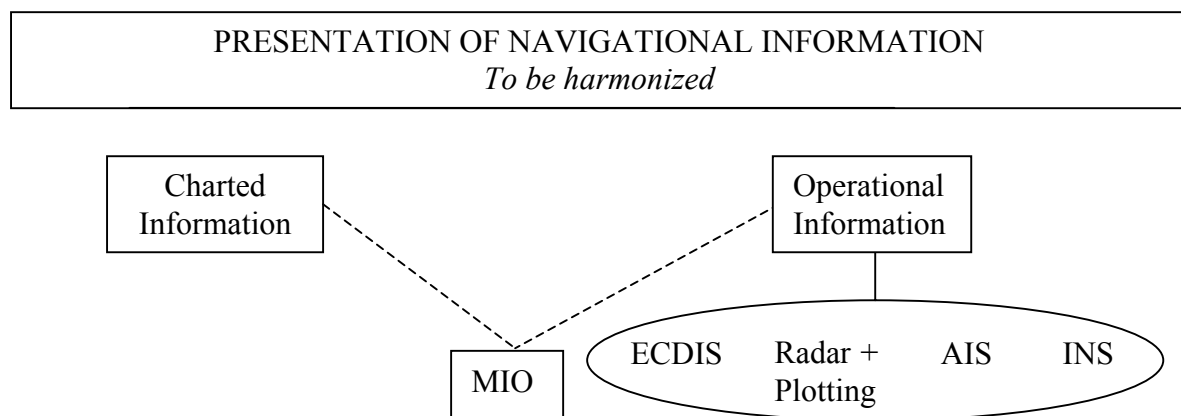 PRESENTATION OF NAVIGATIONAL INFORMATION
To be harmonized
Charted
Information
Operational
Information
MIO
ECDIS
Radar +
Plotting
AIS
INS